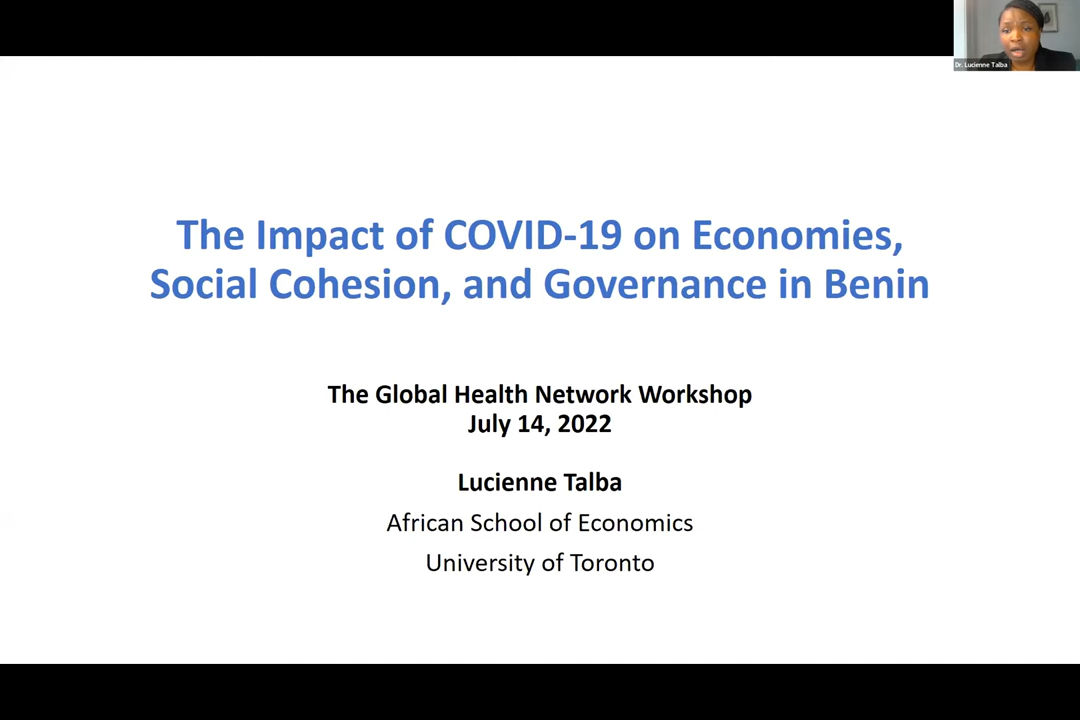 Dr. Lucienne Talba
The Impact of COVID-19 on Economies,
Social Cohesion, and Governance in Benin
The Global Health Network Workshop
July 14, 2022
Lucienne Talba
African School of Economics
University of Toronto